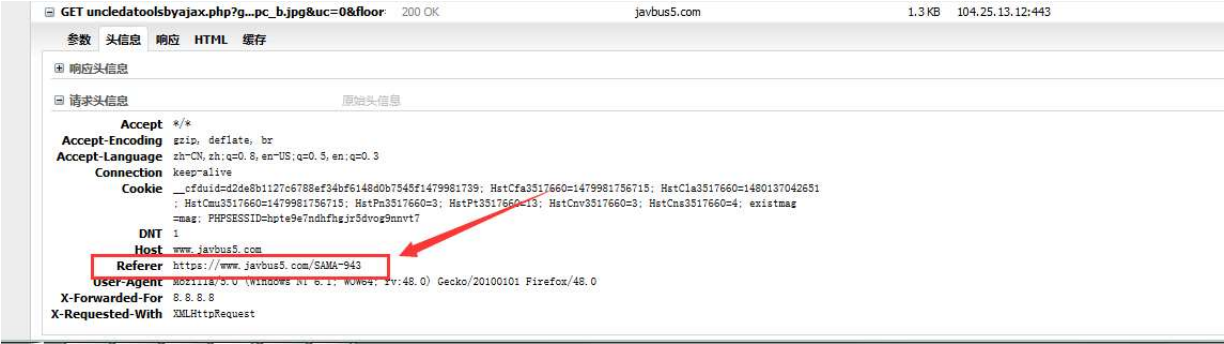 GET uncledatoolsbyajax.php?g...pc_b.jpg&uc=0&floor 200 OK javbus5.com 1.3 KB 104.25.13.12:443
参数 头信息 响应 HTML 缓存
响应头信息
请求头信息 原始头信息
Accept */*
Accept-Encoding gzip, deflate, br
Accept-Language zh-CN,zh;q=0.8,en-US;q=0.5,en;q=0.3
Connection keep-alive
Cookie __cfduid=d2de8b1127c6788ef34bf6148d0b7545f1479981739; HstCfa3517660=1479981756715; HstCla3517660=1480137042651
; HstCmu3517660=1479981756715; HstPn3517660=3; HstPt3517660=13; HstCnv3517660=3; HstCns3517660=4; existmag
=mag; PHPSESSID=hpte9e7ndhfhgjr5dvog9nnvt7
DNT 1
Host www.javbus5.com
Referer https://www.javbus5.com/SAMA-943
User-Agent Mozilla/5.0 (Windows NT 6.1; WOW64; rv:48.0) Gecko/20100101 Firefox/48.0
X-Forwarded-For 8.8.8.8
X-Requested-With XMLHttpRequest